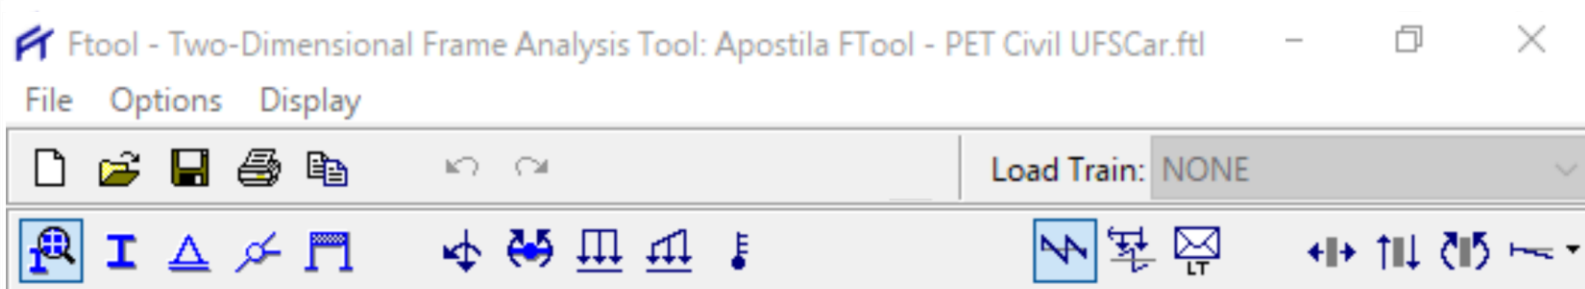 Ftool - Two-Dimensional Frame Analysis Tool: Apostila FTool - PET Civil UFSCar.ftl
File Options Display
Load Train: NONE
LT